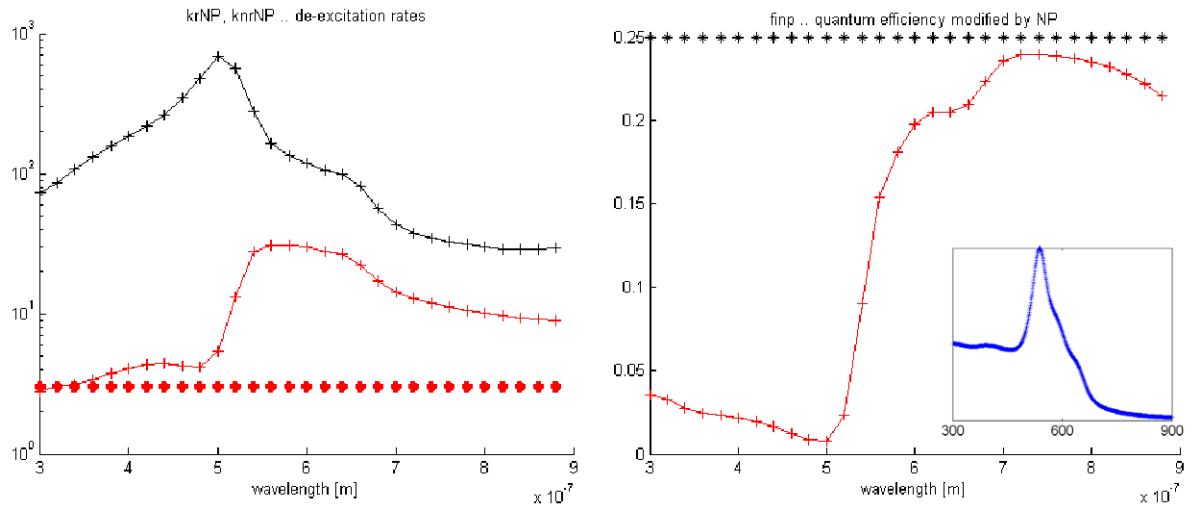 krNP, knrNP .. de-excitation rates
10^3
10^2
10^1
10^0
3 4 5 6 7 8 9
wavelength [m]
x 10^-7
finp .. quantum efficiency modified by NP
0.25
0.2
0.15
0.1
0.05
0
300 600 900
3 4 5 6 7 8 9
wavelength [m]
x 10^-7